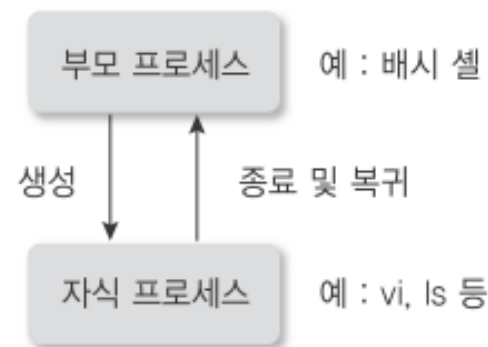 부모 프로세스 예 : 배시 셸
생성 종료 및 복귀
자식 프로세스 예 : vi, ls 등